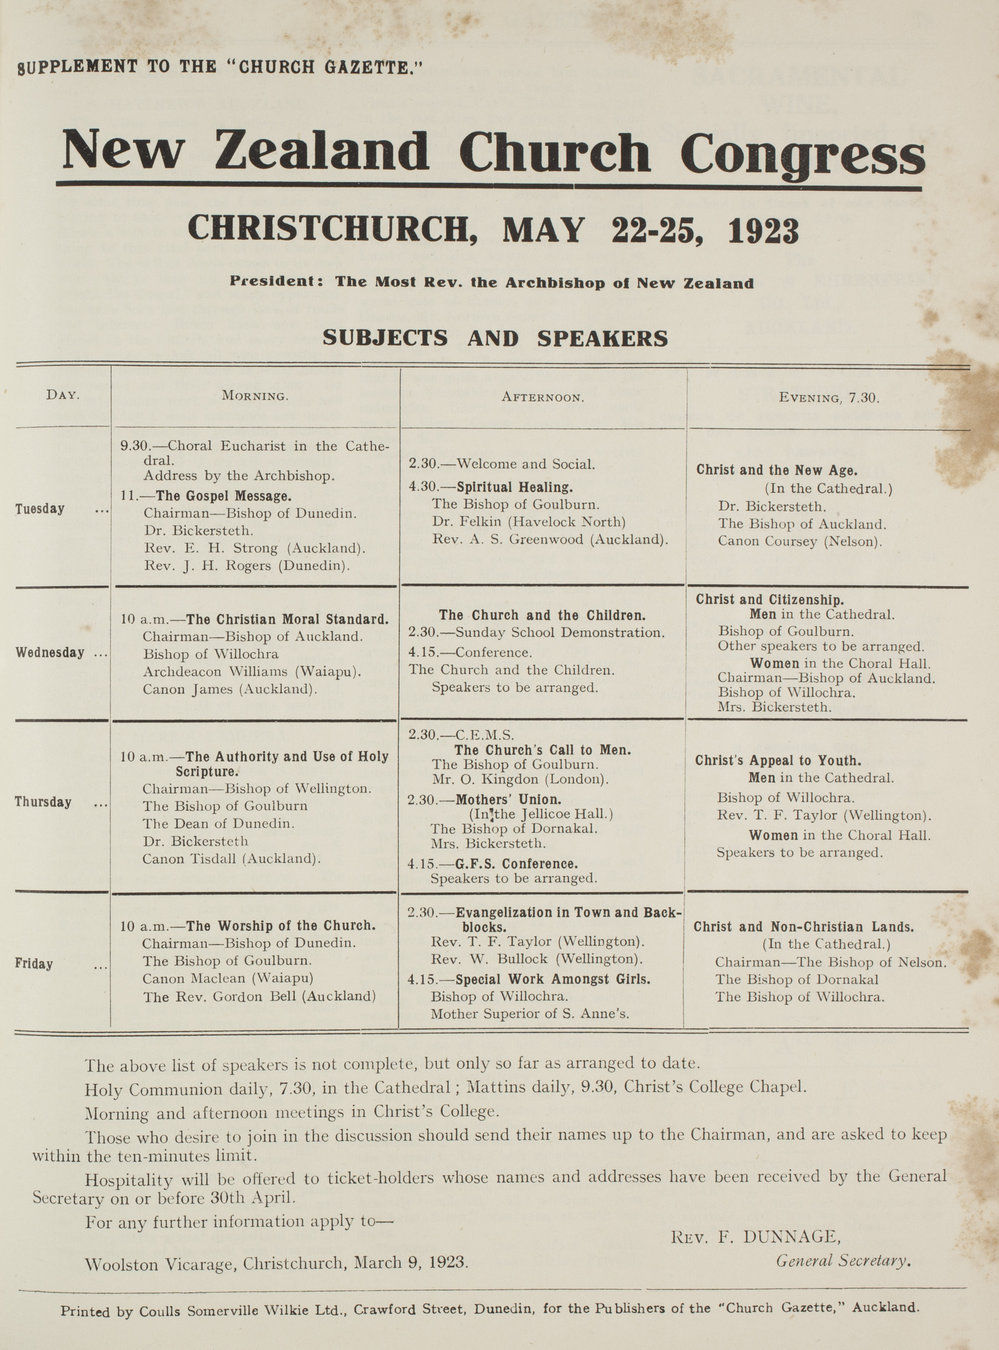 SUPPLEMENT TO THE "CHURCH GAZETTE."
New Zealand Church Congress
CHRISTCHURCH, MAY 22-25, 1923
President: The Most Rev. the Archbishop of New Zealand
SUBJECTS AND SPEAKERS
DAY.
MORNING.
AFTERNOON.
EVENING, 7.30.
Tuesday ...
9.30.—Choral Eucharist in the Cathe-
dral.
Address by the Archbishop.
11.—The Gospel Message.
Chairman—Bishop of Dunedin.
Dr. Bickersteth.
Rev. E. H. Strong (Auckland).
Rev. J. H. Rogers (Dunedin).
2.30.—Welcome and Social.
4.30.—Spiritual Healing.
The Bishop of Goulburn.
Dr. Felkin (Havelock North)
Rev. A. S. Greenwood (Auckland).
Christ and the New Age.
(In the Cathedral.)
Dr. Bickersteth.
The Bishop of Auckland.
Canon Coursey (Nelson).
Wednesday ...
10 a.m.—The Christian Moral Standard.
Chairman—Bishop of Auckland.
Bishop of Willochra
Archdeacon Williams (Waiapu).
Canon James (Auckland).
The Church and the Children.
2.30.—Sunday School Demonstration.
4.15.—Conference.
The Church and the Children.
Speakers to be arranged.
Christ and Citizenship.
Men in the Cathedral.
Bishop of Goulburn.
Other speakers to be arranged.
Women in the Choral Hall.
Chairman—Bishop of Auckland.
Bishop of Willochra.
Mrs. Bickersteth.
Thursday ...
10 a.m.—The Authority and Use of Holy
Scripture.
Chairman—Bishop of Wellington.
The Bishop of Goulburn
The Dean of Dunedin.
Dr. Bickersteth
Canon Tisdall (Auckland).
2.30.—C.E.M.S.
The Church's Call to Men.
The Bishop of Goulburn.
Mr. O. Kingdon (London).
2.30.—Mothers' Union.
(In the Jellicoe Hall.)
The Bishop of Dornakal.
Mrs. Bickersteth.
4.15.—G.F.S. Conference.
Speakers to be arranged.
Christ's Appeal to Youth.
Men in the Cathedral.
Bishop of Willochra.
Rev. T. F. Taylor (Wellington).
Women in the Choral Hall.
Speakers to be arranged.
Friday ...
10 a.m.—The Worship of the Church.
Chairman—Bishop of Dunedin.
The Bishop of Goulburn.
Canon Maclean (Waiapu)
The Rev. Gordon Bell (Auckland)
2.30.—Evangelization in Town and Back-
blocks.
Rev. T. F. Taylor (Wellington).
Rev. W. Bullock (Wellington).
4.15.—Special Work Amongst Girls.
Bishop of Willochra.
Mother Superior of S. Anne's.
Christ and Non-Christian Lands.
(In the Cathedral.)
Chairman—The Bishop of Nelson.
The Bishop of Dornakal
The Bishop of Willochra.
The above list of speakers is not complete, but only so far as arranged to date.
Holy Communion daily, 7.30, in the Cathedral; Mattins daily, 9.30, Christ's College Chapel.
Morning and afternoon meetings in Christ's College.
Those who desire to join in the discussion should send their names up to the Chairman, and are asked to keep
within the ten-minutes limit.
Hospitality will be offered to ticket-holders whose names and addresses have been received by the General
Secretary on or before 30th April.
For any further information apply to—
REV. F. DUNNAGE,
General Secretary.
Woolston Vicarage, Christchurch, March 9, 1923.
Printed by Coulls Somerville Wilkie Ltd., Crawford Street, Dunedin, for the Publishers of the "Church Gazette," Auckland.